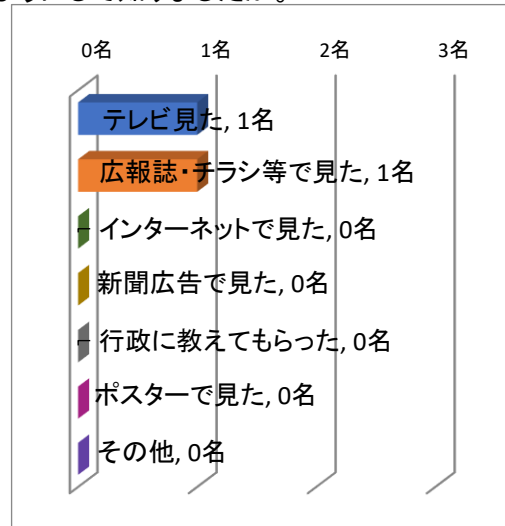 0名 1名 2名 3名
テレビ見た, 1名
広報誌・チラシ等で見た, 1名
インターネットで見た, 0名
新聞広告で見た, 0名
行政に教えてもらった, 0名
ポスターで見た, 0名
その他, 0名